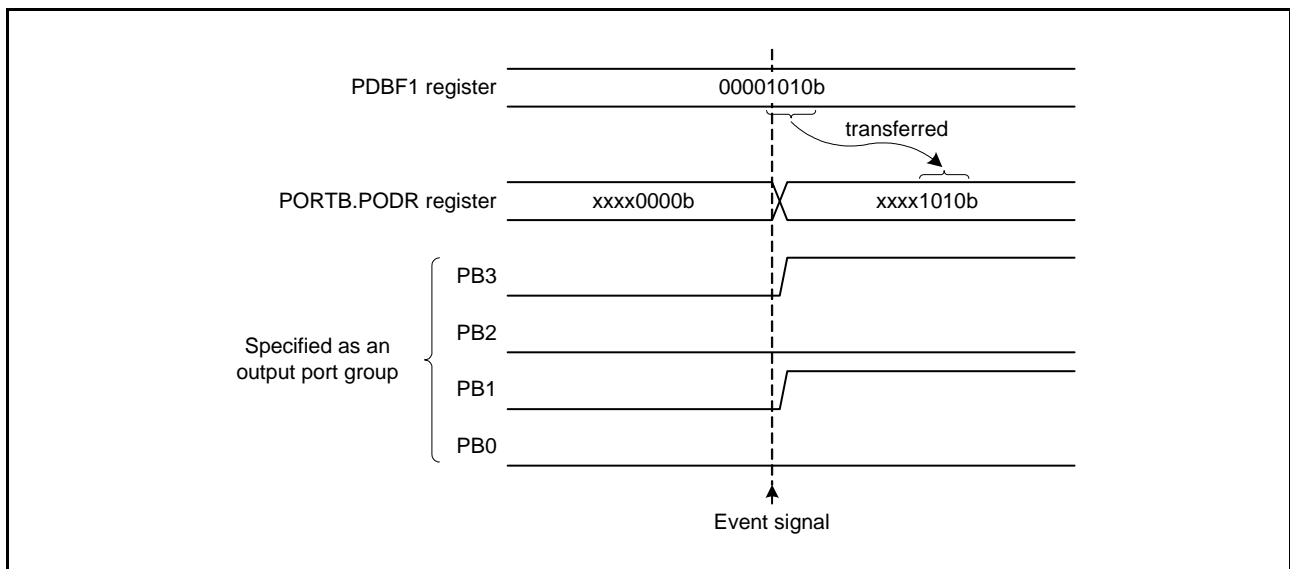 PDBF1 register
00001010b
transferred
PORTB.PODR register
xxxx0000b
xxxx1010b
PB3
PB2
Specified as an
output port group
PB1
PB0
Event signal